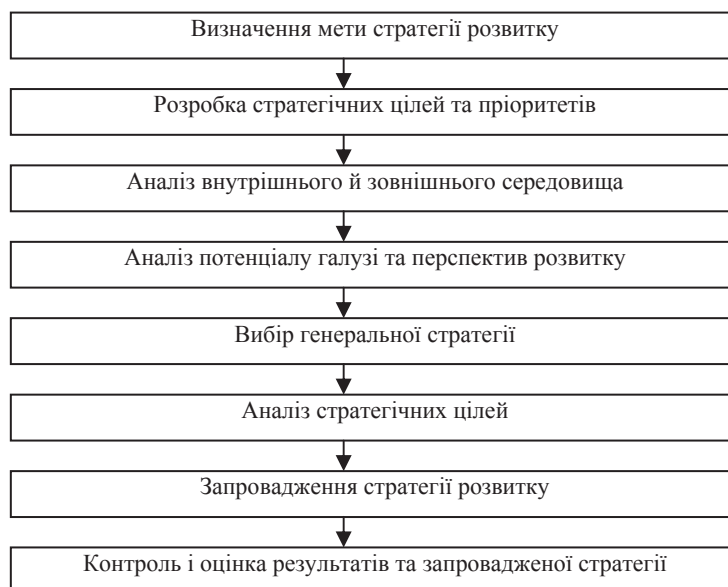 Визначення мети стратегії розвитку
Розробка стратегічних цілей та пріоритетів
Аналіз внутрішнього й зовнішнього середовища
Аналіз потенціалу галузі та перспектив розвитку
Вибір генеральної стратегії
Аналіз стратегічних цілей
Запровадження стратегії розвитку
Контроль і оцінка результатів та запровадженої стратегії